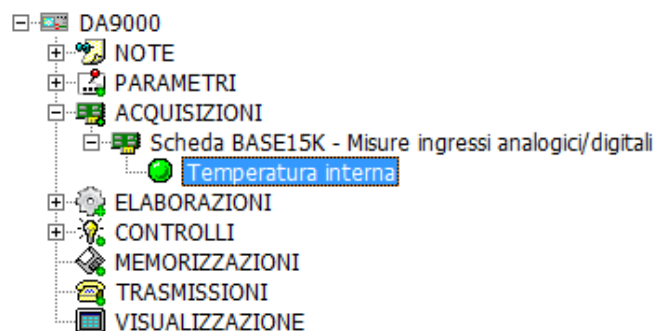 DA9000
NOTE
PARAMETRI
ACQUISIZIONI
Scheda BASE15K - Misure ingressi analogici/digitali
Temperatura interna
ELABORAZIONI
CONTROLLI
MEMORIZZAZIONI
TRASMISSIONI
VISUALIZZAZIONE